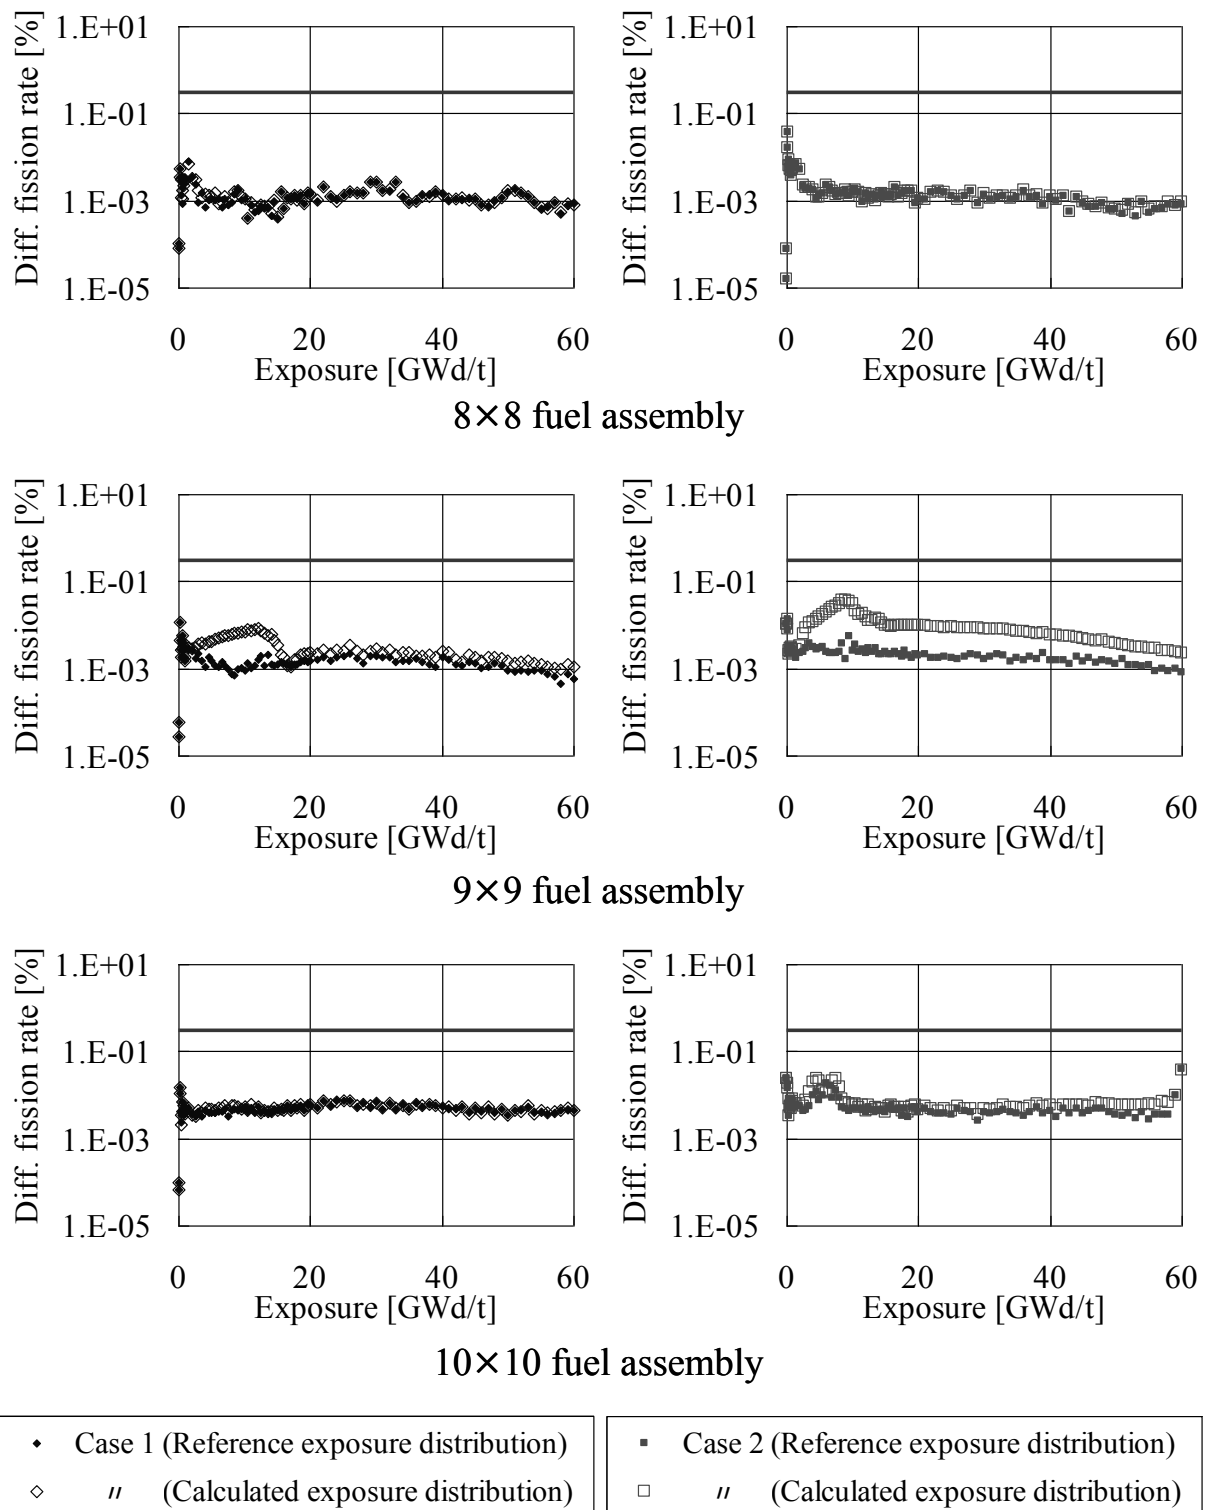 Diff. fission rate [%]
1.E+01
1.E-01
1.E-03
1.E-05
0 20 40 60
Exposure [GWd/t]
Diff. fission rate [%]
1.E+01
1.E-01
1.E-03
1.E-05
0 20 40 60
Exposure [GWd/t]
8×8 fuel assembly
Diff. fission rate [%]
1.E+01
1.E-01
1.E-03
1.E-05
0 20 40 60
Exposure [GWd/t]
Diff. fission rate [%]
1.E+01
1.E-01
1.E-03
1.E-05
0 20 40 60
Exposure [GWd/t]
9×9 fuel assembly
Diff. fission rate [%]
1.E+01
1.E-01
1.E-03
1.E-05
0 20 40 60
Exposure [GWd/t]
Diff. fission rate [%]
1.E+01
1.E-01
1.E-03
1.E-05
0 20 40 60
Exposure [GWd/t]
10×10 fuel assembly
Case 1 (Reference exposure distribution)
〃 (Calculated exposure distribution)
Case 2 (Reference exposure distribution)
〃 (Calculated exposure distribution)